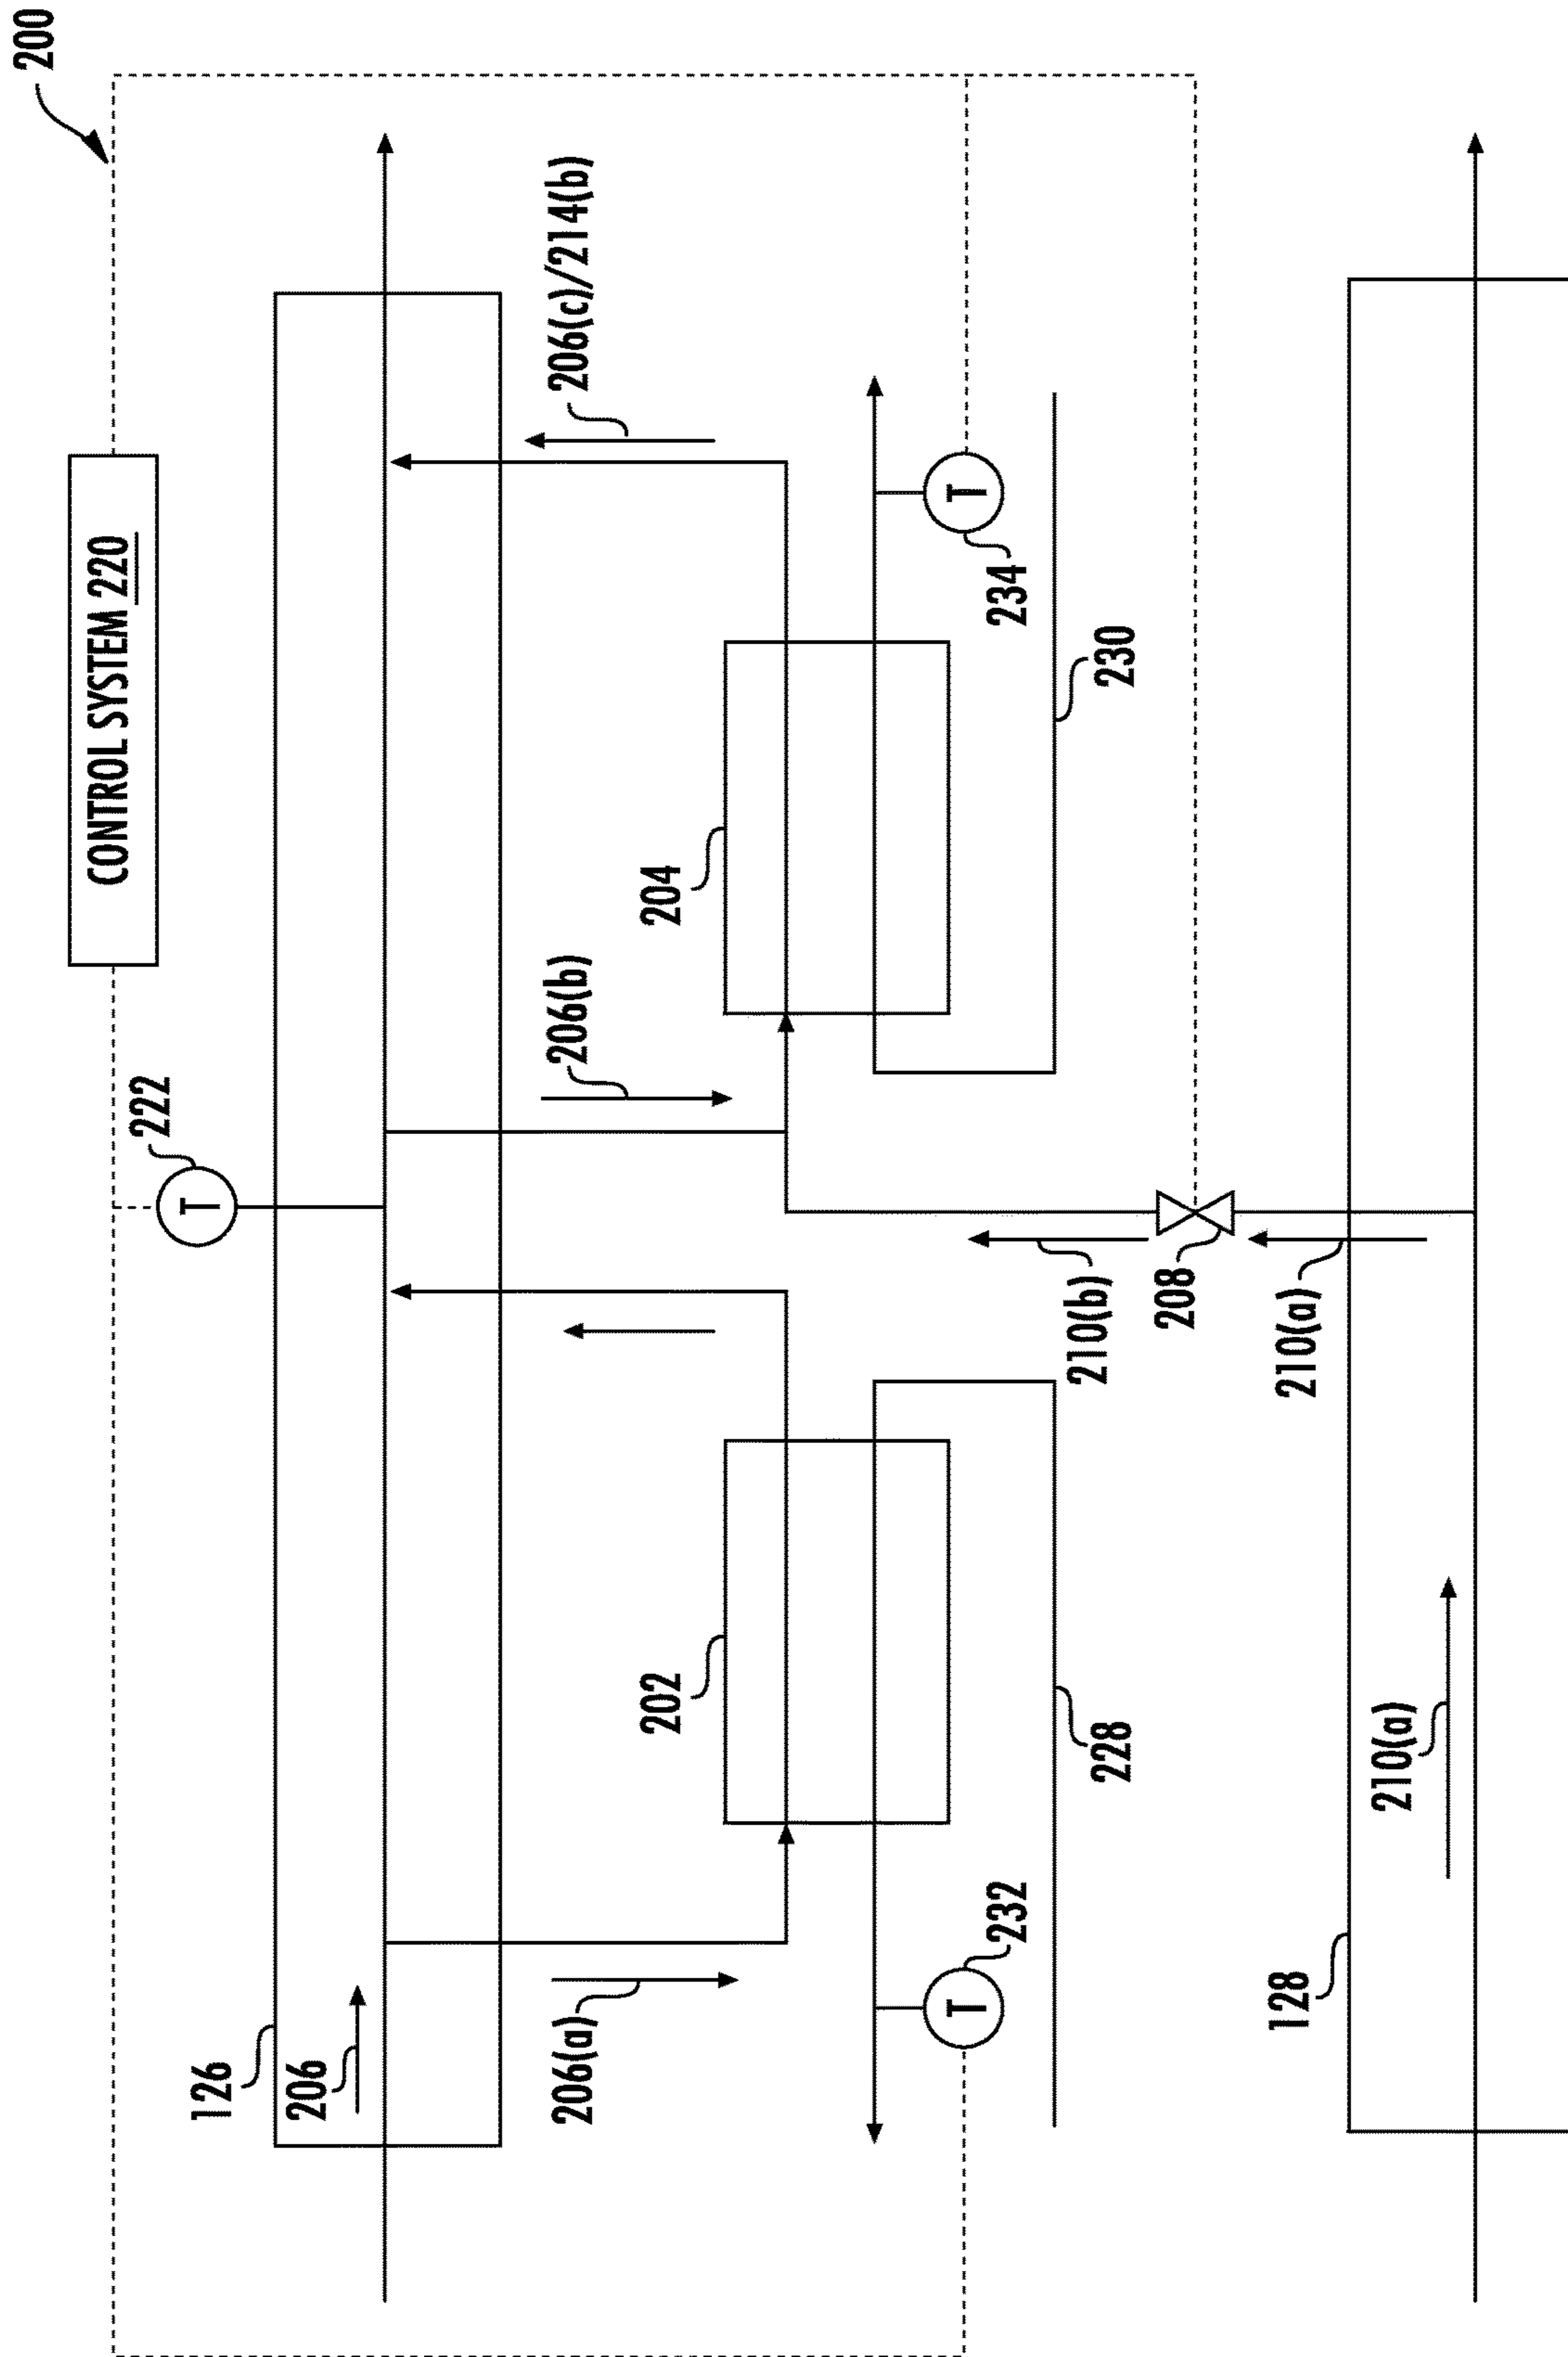 200
CONTROL SYSTEM 220
222
T
126
206
206(a)
206(b)
206(c)/214(b)
202
204
T
232
T
234
228
230
210(b)
208
210(a)
128
210(a)